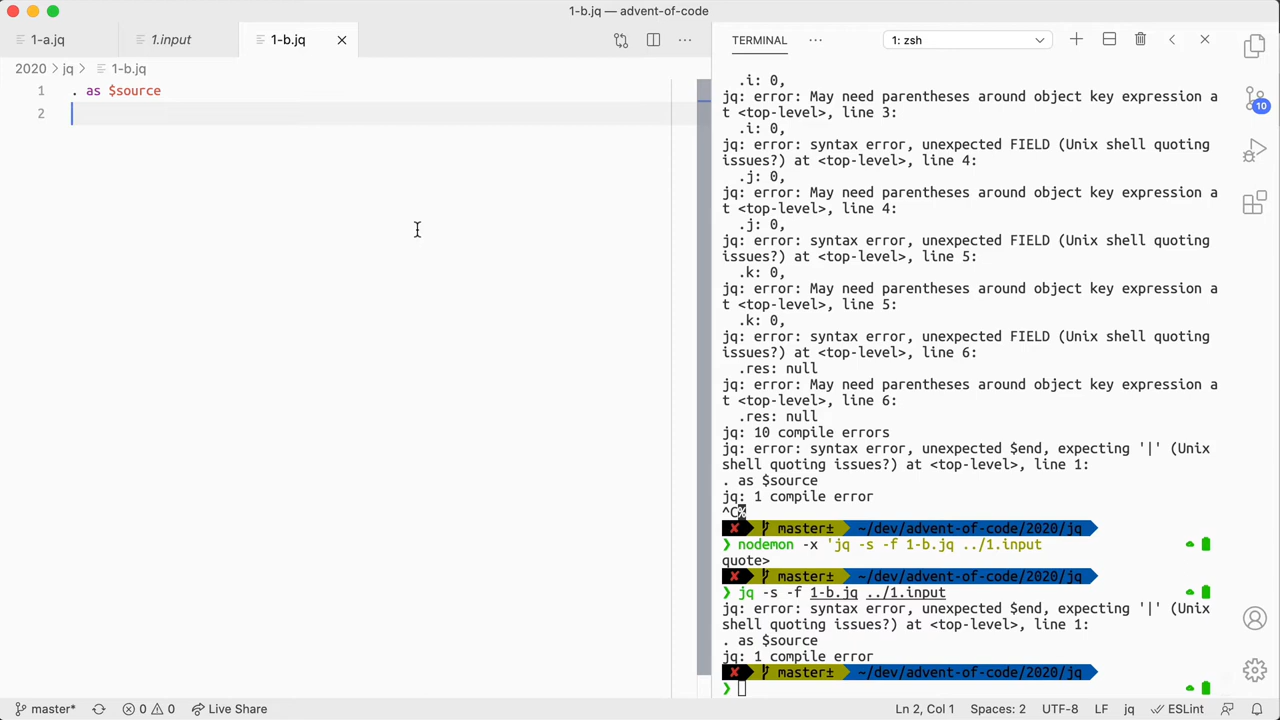 1-b.jq — advent-of-code
1-a.jq
1.input
1-b.jq
TERMINAL
1: zsh
2020 > jq > 1-b.jq
1 . as $source
2
.i: 0,
jq: error: May need parentheses around object key expression a
t <top-level>, line 3:
.i: 0,
jq: error: syntax error, unexpected FIELD (Unix shell quoting
issues?) at <top-level>, line 4:
.j: 0,
jq: error: May need parentheses around object key expression a
t <top-level>, line 4:
.j: 0,
jq: error: syntax error, unexpected FIELD (Unix shell quoting
issues?) at <top-level>, line 5:
.k: 0,
jq: error: May need parentheses around object key expression a
t <top-level>, line 5:
.k: 0,
jq: error: syntax error, unexpected FIELD (Unix shell quoting
issues?) at <top-level>, line 6:
.res: null
jq: error: May need parentheses around object key expression a
t <top-level>, line 6:
.res: null
jq: 10 compile errors
jq: error: syntax error, unexpected $end, expecting '|' (Unix
shell quoting issues?) at <top-level>, line 1:
. as $source
jq: 1 compile error
^C%
✘ master± ~/dev/advent-of-code/2020/jq
❯ nodemon -x 'jq -s -f 1-b.jq ../1.input
quote>
✘ master± ~/dev/advent-of-code/2020/jq
❯ jq -s -f 1-b.jq ../1.input
jq: error: syntax error, unexpected $end, expecting '|' (Unix
shell quoting issues?) at <top-level>, line 1:
. as $source
jq: 1 compile error
✘ master± ~/dev/advent-of-code/2020/jq
❯
10
master* 0 0 Live Share Ln 2, Col 1 Spaces: 2 UTF-8 LF jq ESLint